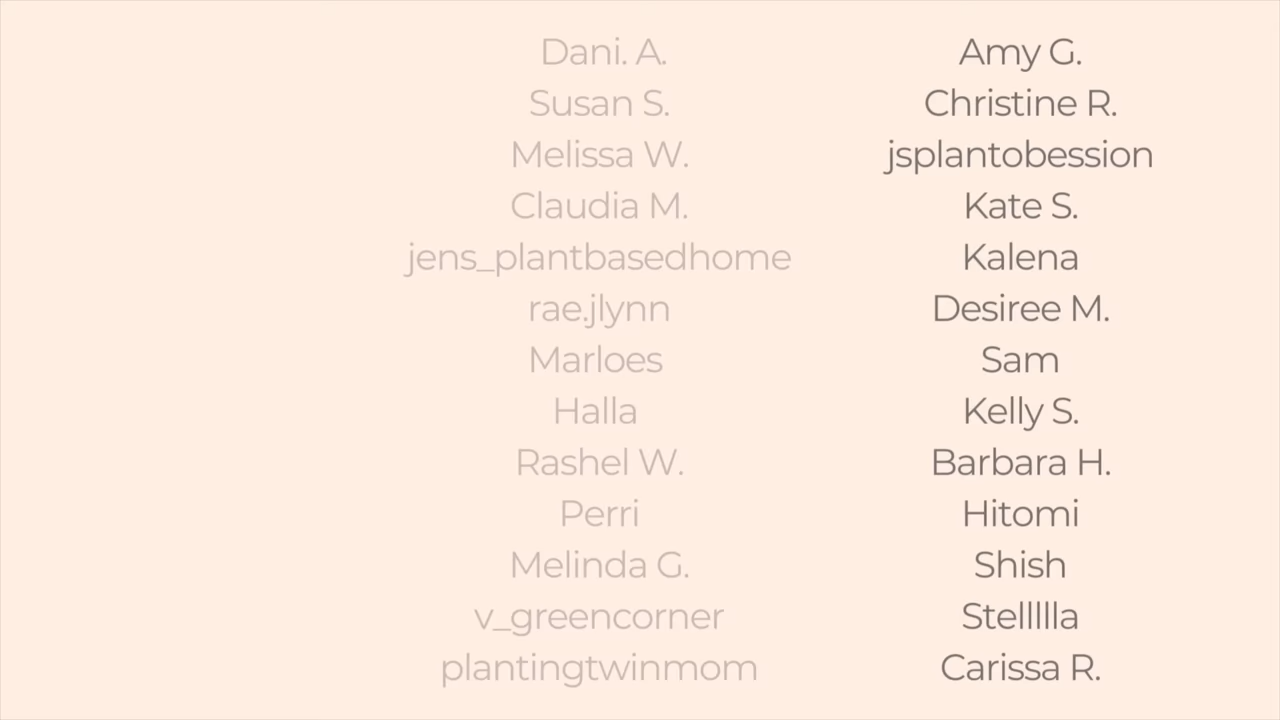 Dani. A.
Susan S.
Melissa W.
Claudia M.
jens_plantbasedhome
rae.jlynn
Marloes
Halla
Rashel W.
Perri
Melinda G.
v_greencorner
plantingtwinmom
Amy G.
Christine R.
jsplantobession
Kate S.
Kalena
Desiree M.
Sam
Kelly S.
Barbara H.
Hitomi
Shish
Stelllllla
Carissa R.